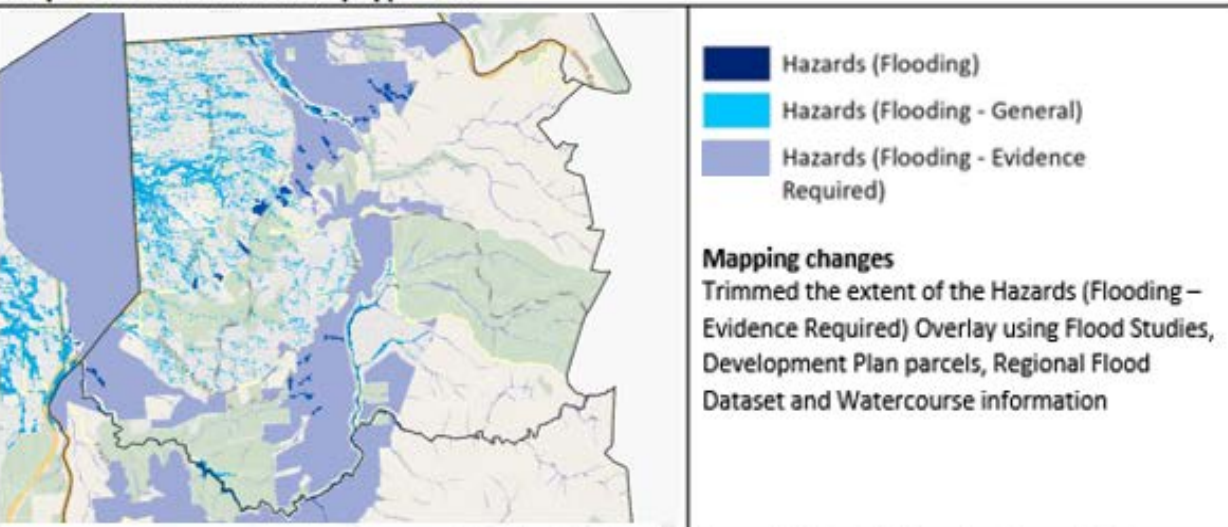 Hazards (Flooding)
Hazards (Flooding - General)
Hazards (Flooding - Evidence
Required)
Mapping changes
Trimmed the extent of the Hazards (Flooding –
Evidence Required) Overlay using Flood Studies,
Development Plan parcels, Regional Flood
Dataset and Watercourse information